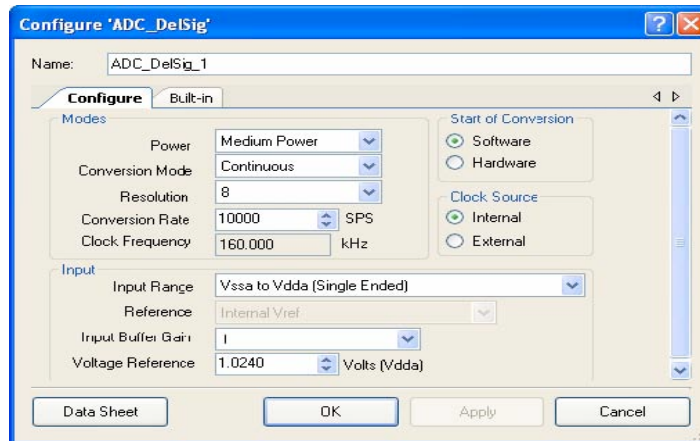 Configure 'ADC_DelSig'
Name: ADC_DelSig_1
Configure Built-in
Modes
Power Medium Power
Conversion Mode Continuous
Resolution 8
Conversion Rate 10000 SPS
Clock Frequency 160.000 kHz
Start of Conversion
Software
Hardware
Clock Source
Internal
External
Input
Input Range Vssa to Vdda (Single Ended)
Reference Internal Vref
Input Buffer Gain 1
Voltage Reference 1.0240 Volts (Vdda)
Data Sheet OK Apply Cancel